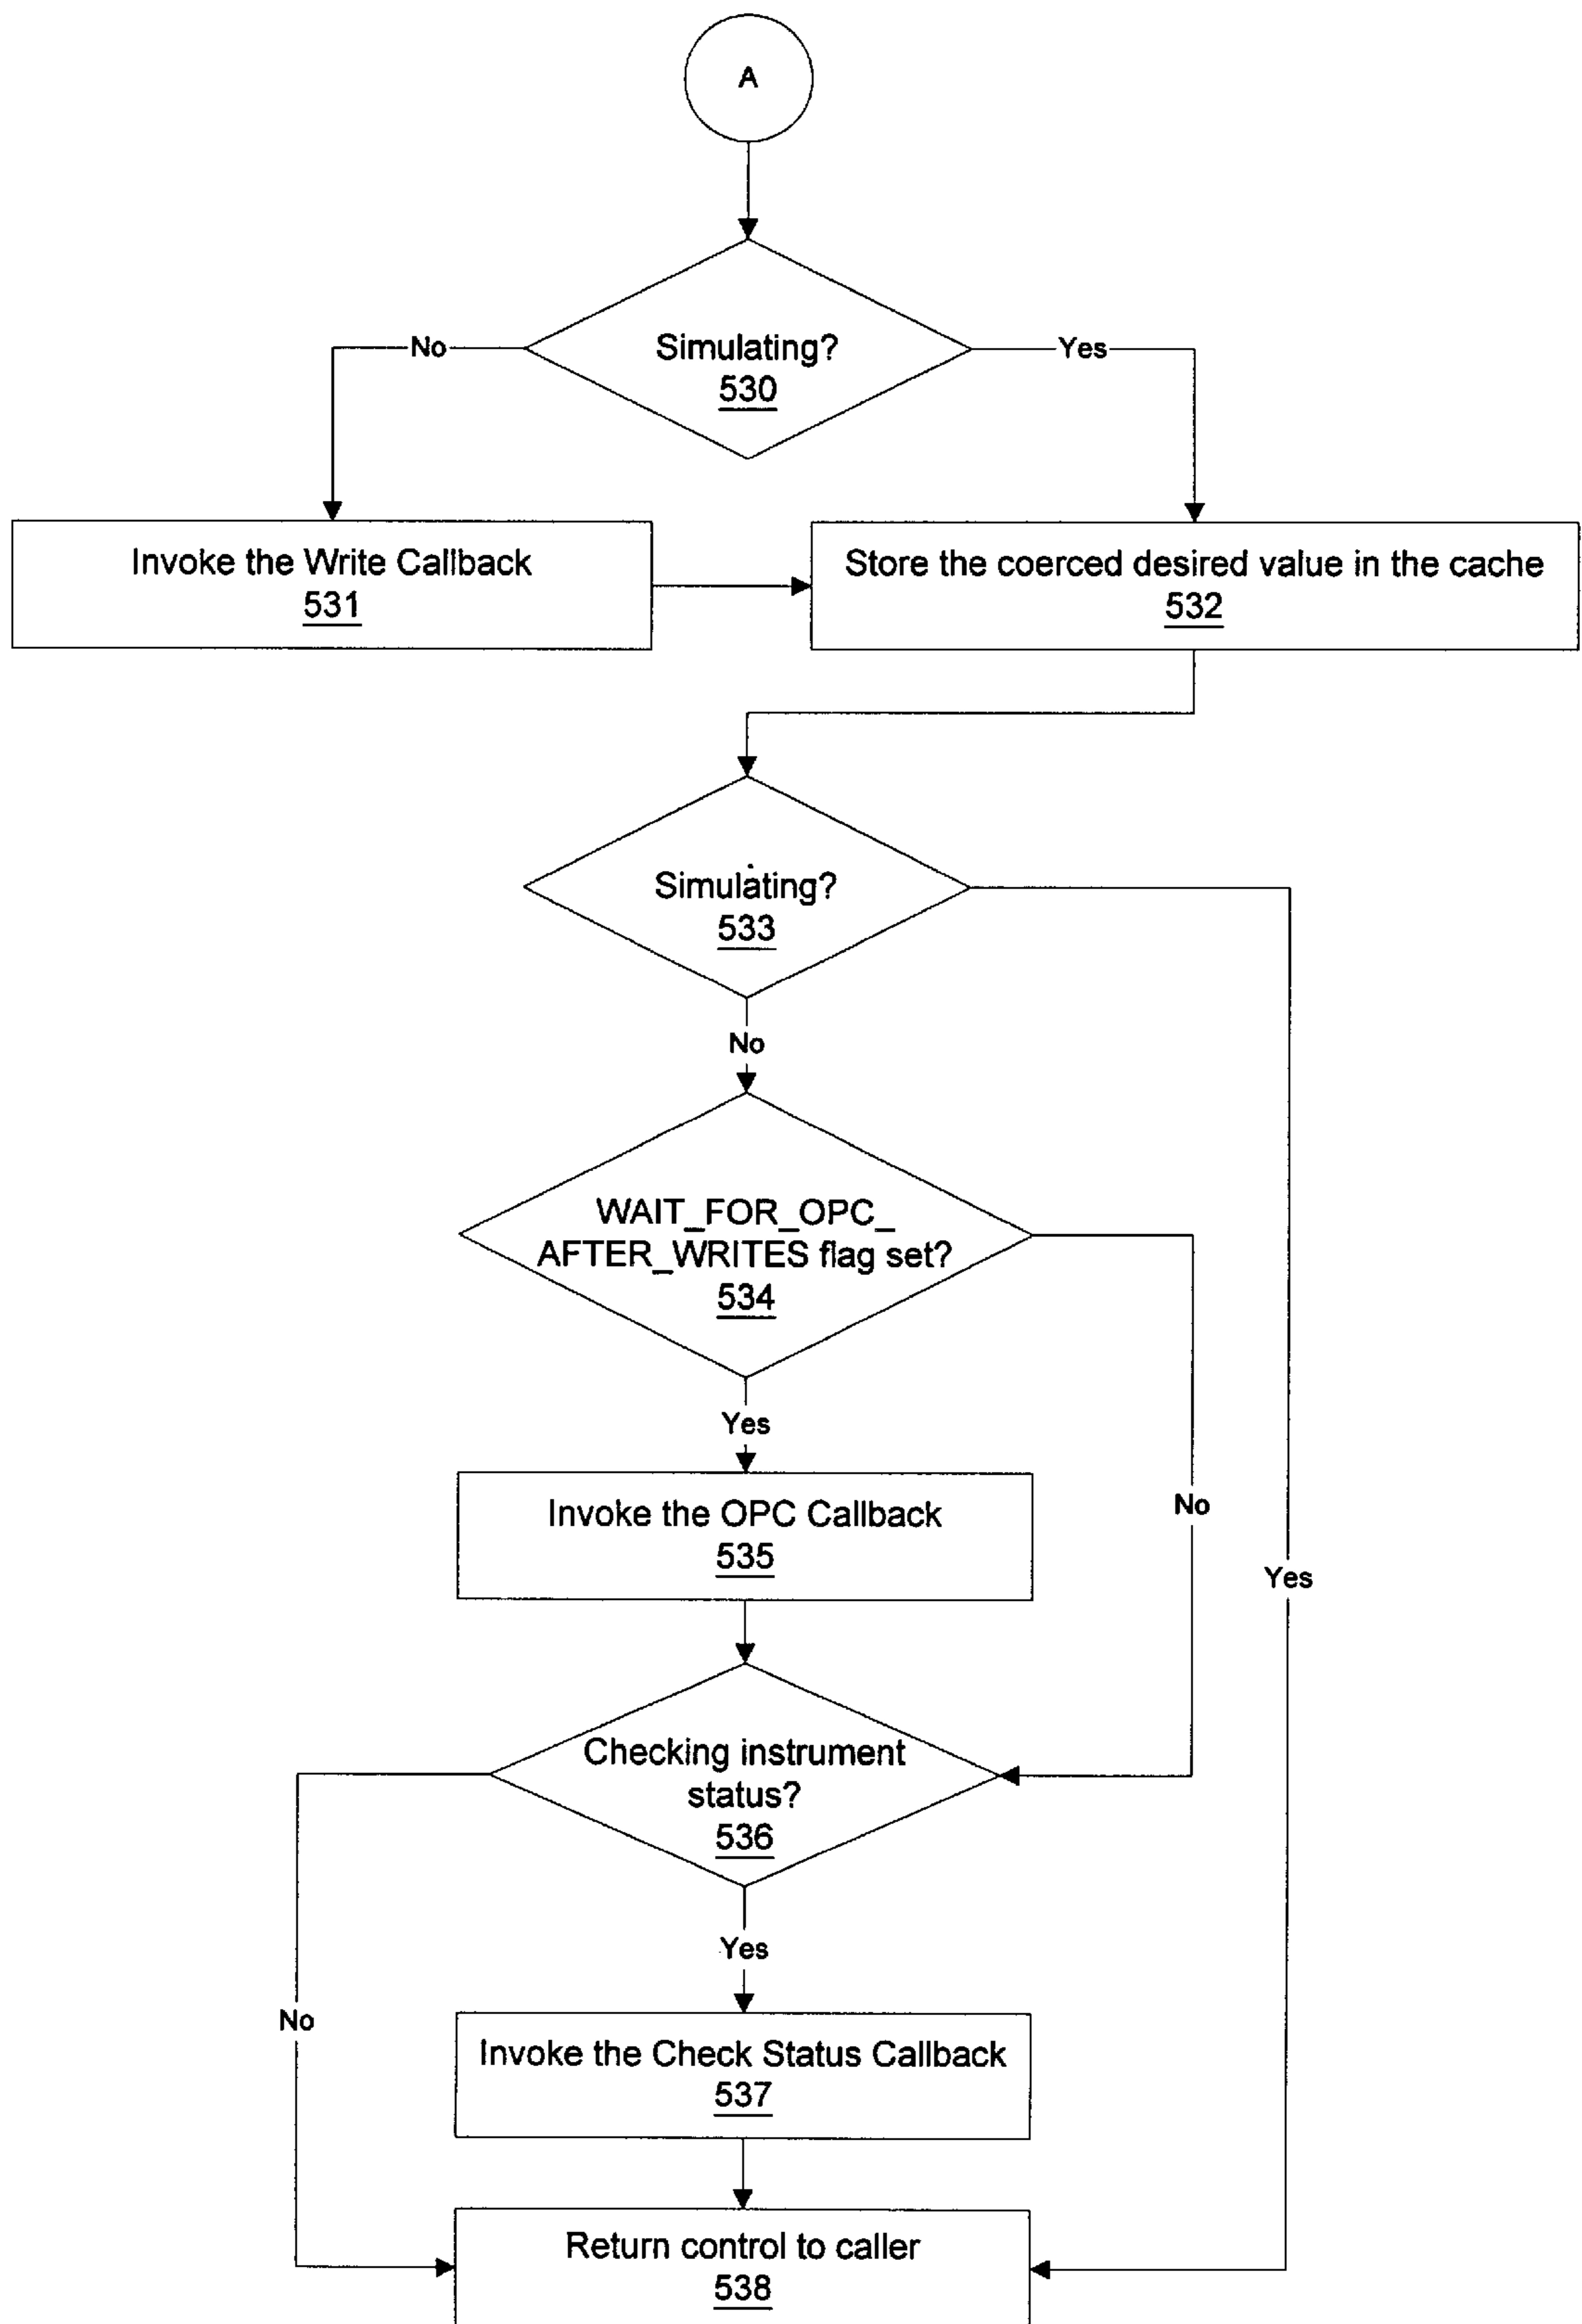 A
Simulating?
530
No
Yes
Invoke the Write Callback
531
Store the coerced desired value in the cache
532
Simulating?
533
No
WAIT_FOR_OPC_
AFTER_WRITES flag set?
534
Yes
Invoke the OPC Callback
535
No
Yes
Checking instrument
status?
536
Yes
No
Invoke the Check Status Callback
537
Return control to caller
538